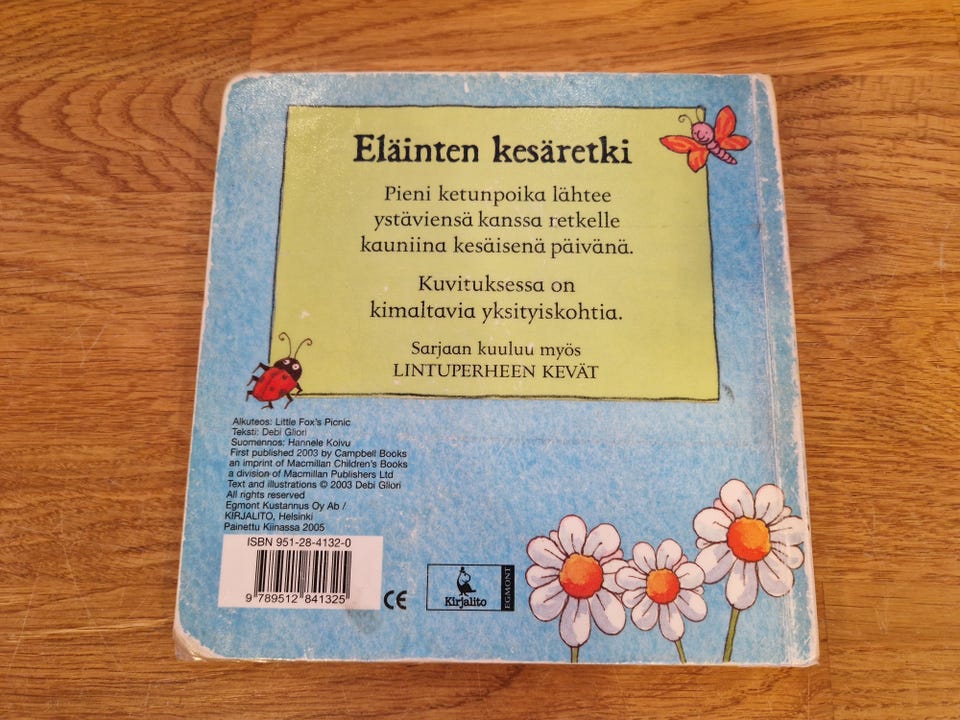 Eläinten kesäretki
Pieni ketunpoika lähtee
ystäviensä kanssa retkelle
kauniina kesäisenä päivänä.
Kuvituksessa on
kimaltavia yksityiskohtia.
Sarjaan kuuluu myös
LINTUPERHEEN KEVÄT
Alkuteos: Little Fox's Picnic
Teksti: Debi Gliori
Suomennos: Hannele Koivu
First published 2003 by Campbell Books
an imprint of Macmillan Children's Books
a division of Macmillan Publishers Ltd
Text and illustrations © 2003 Debi Gliori
All rights reserved
Egmont Kustannus Oy Ab /
KIRJALITO, Helsinki
Painettu Kiinassa 2005
ISBN 951-28-4132-0
9 789512 841325
CE
Kirjalito
EGMONT